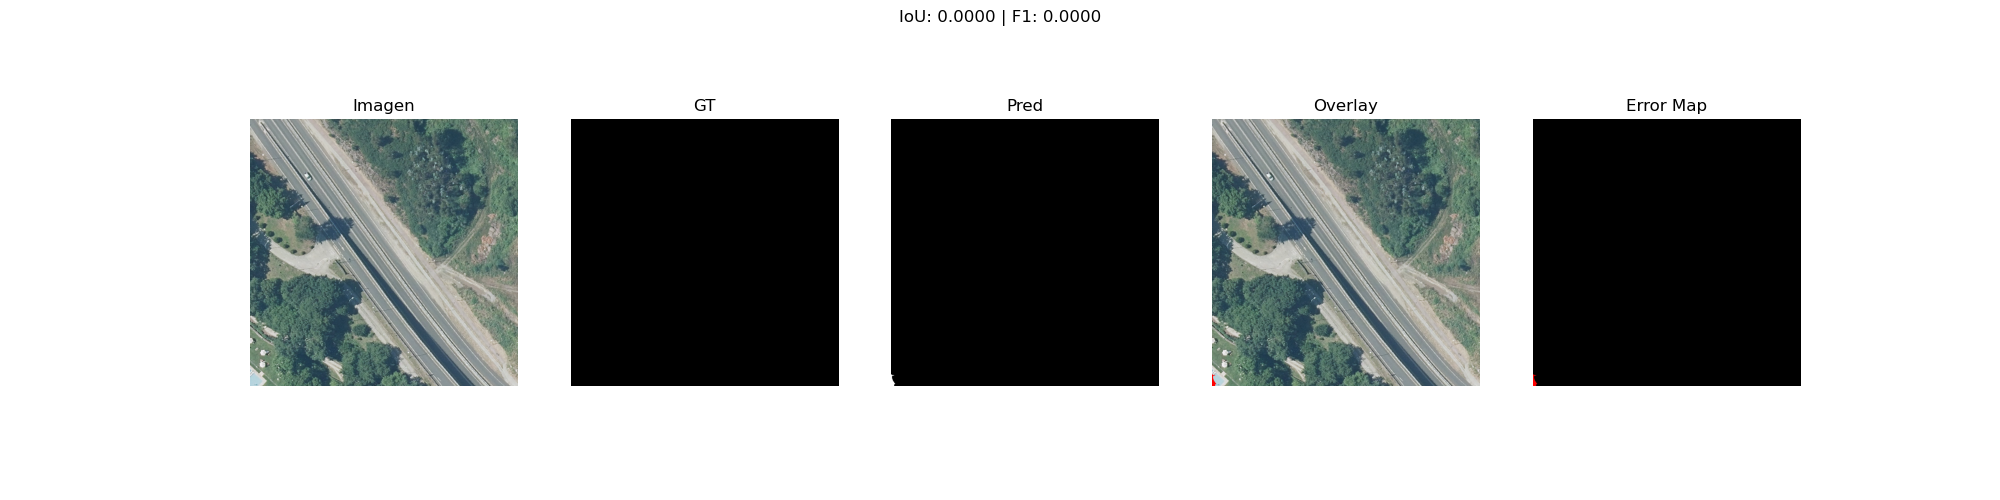 IoU: 0.0000 | F1: 0.0000
Imagen
GT
Pred
Overlay
Error Map